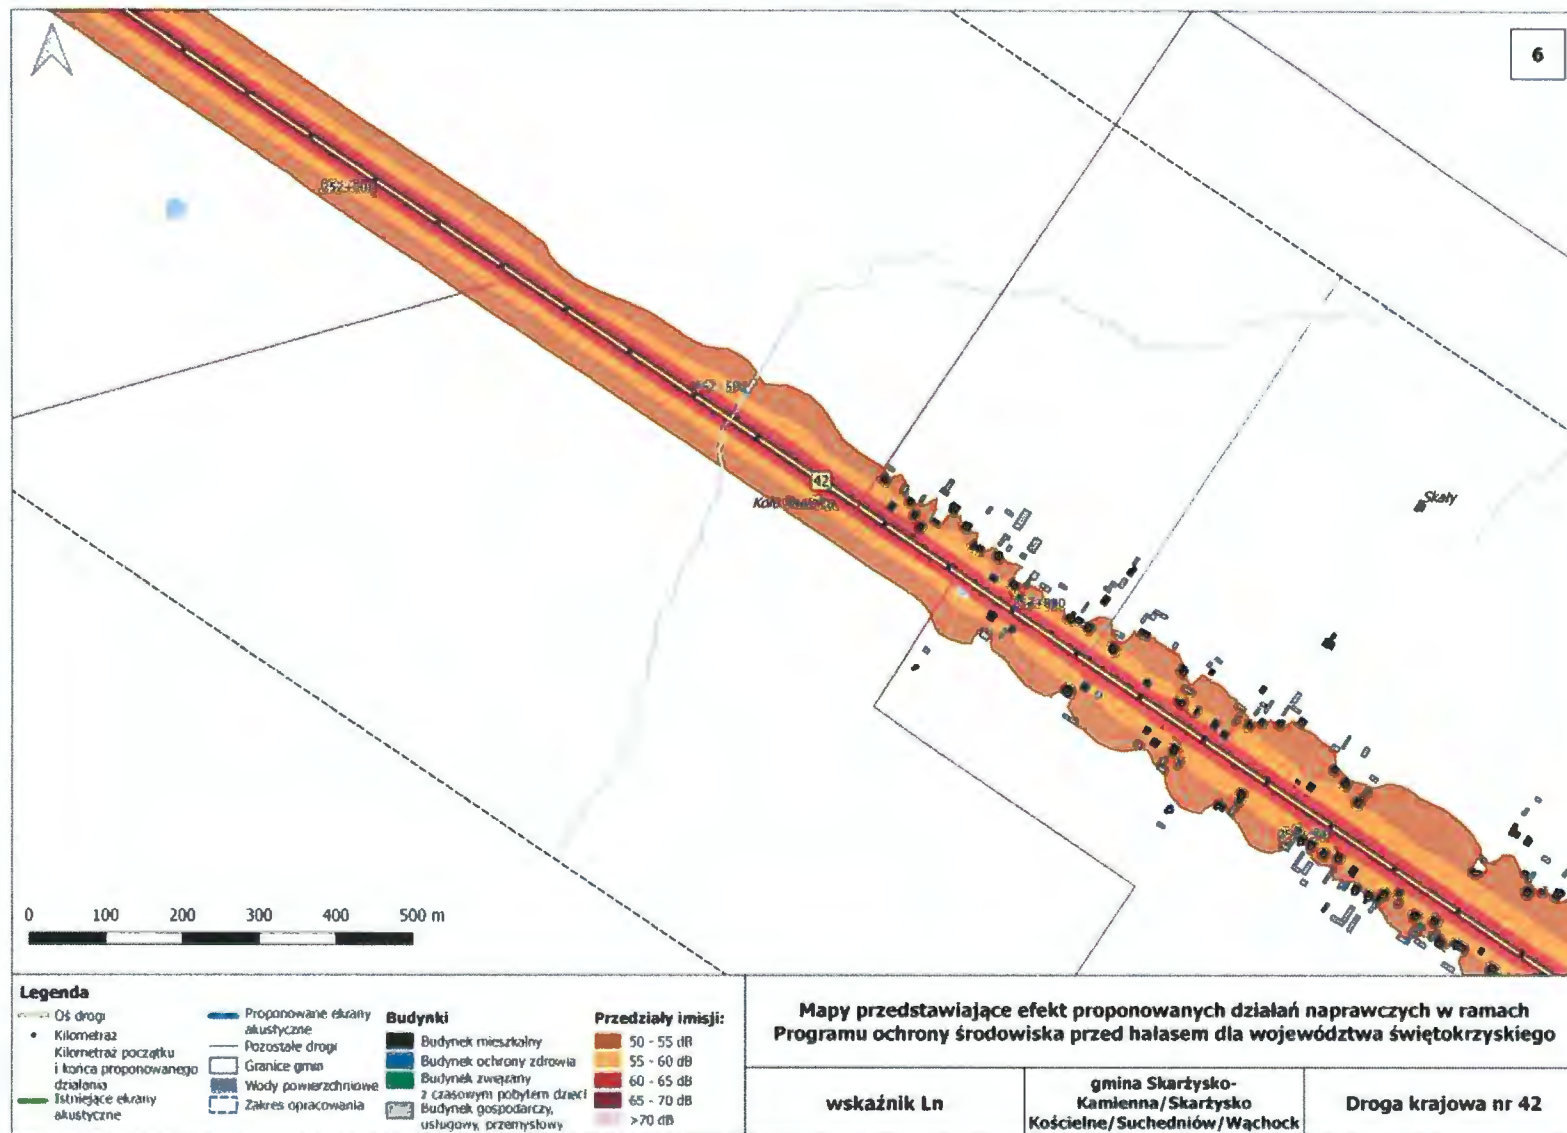 6
42
Skały
0 100 200 300 400 500 m
Legenda
Oś drogi
Kilometraż
Kilometraż początku
i końca proponowanego
działania
Istniejące ekrany
akustyczne
Proponowane ekrany
akustyczne
Pozostałe drogi
Granice gmin
Wody powierzchniowe
Zakres opracowania
Budynki
Budynek mieszkalny
Budynek ochrony zdrowia
Budynek związany
z czasowym pobytem dzieci
Budynek gospodarczy,
usługowy, przemysłowy
Przedziały imisji:
50 - 55 dB
55 - 60 dB
60 - 65 dB
65 - 70 dB
>70 dB
Mapy przedstawiające efekt proponowanych działań naprawczych w ramach
Programu ochrony środowiska przed hałasem dla województwa świętokrzyskiego
wskaźnik Ln
gmina Skarżysko-
Kamienna/Skarżysko
Kościelne/Suchedniów/Wąchock
Droga krajowa nr 42